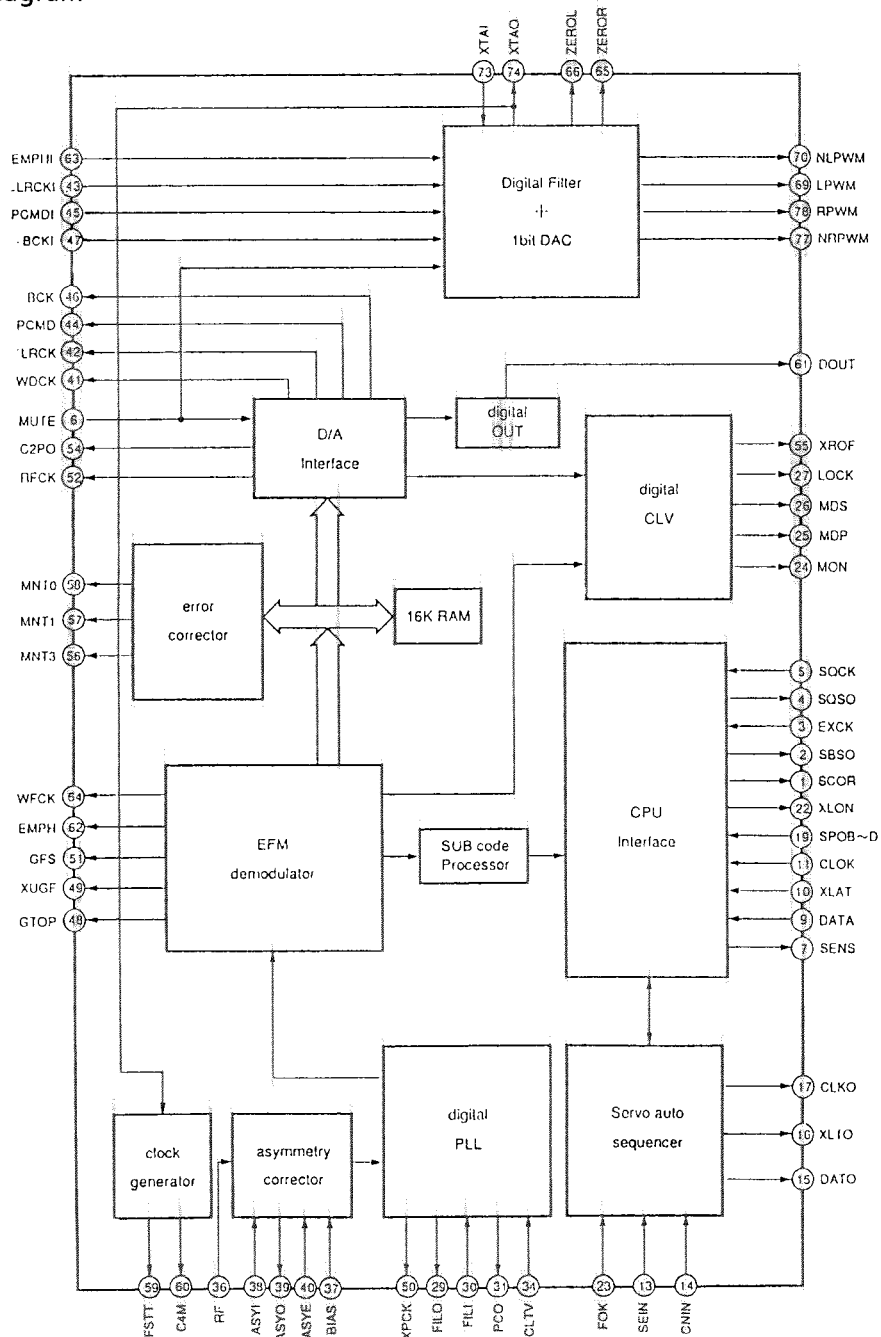 agram
XTAI
XTAO
ZEROL
ZEROR
73
74
66
65
EMPHI 63
LRCKI 43
PCMDI 45
BCKI 47
Digital Filter
+
1bit DAC
70 NLPWM
69 LPWM
78 RPWM
77 NRPWM
BCK 46
PCMD 44
LRCK 42
WDCK 41
MUTE 6
C2PO 54
RFCK 52
D/A
Interface
digital
OUT
61 DOUT
digital
CLV
55 XROF
27 LOCK
26 MDS
25 MDP
24 MON
MNT0 58
MNT1 57
MNT3 56
error
corrector
16K RAM
CPU
Interface
5 SQCK
4 SQSO
3 EXCK
2 SBSO
1 SCOR
22 XLON
19 SPOB~D
11 CLOK
10 XLAT
9 DATA
7 SENS
WFCK 64
EMPH 62
GFS 51
XUGF 49
GTOP 48
EFM
demodulator
SUB code
Processor
clock
generator
asymmetry
corrector
digital
PLL
Servo auto
sequencer
17 CLKO
16 XLTO
15 DATO
59
60
36
38
39
40
37
50
29
30
31
34
23
13
14
FSTT
C4M
RF
ASYI
ASYO
ASYE
BIAS
XPCK
FILO
FILI
PCO
CLTV
FOK
SEIN
CNIN